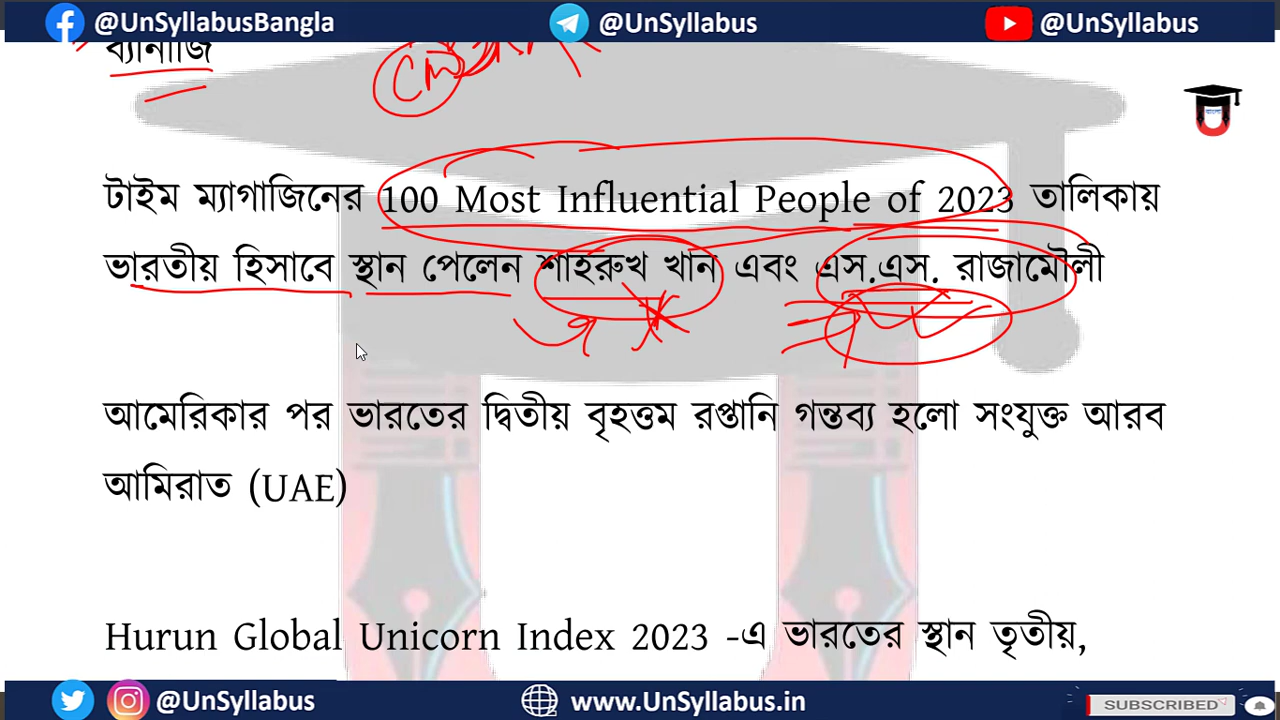 @UnSyllabusBangla @UnSyllabus @UnSyllabus
ব্যানার্জি
টাইম ম্যাগাজিনের 100 Most Influential People of 2023 তালিকায়
ভারতীয় হিসাবে স্থান পেলেন শাহরুখ খান এবং এস.এস. রাজামৌলী
আমেরিকার পর ভারতের দ্বিতীয় বৃহত্তম রপ্তানি গন্তব্য হলো সংযুক্ত আরব
আমিরাত (UAE)
Hurun Global Unicorn Index 2023 -এ ভারতের স্থান তৃতীয়,
@UnSyllabus www.UnSyllabus.in SUBSCRIBED